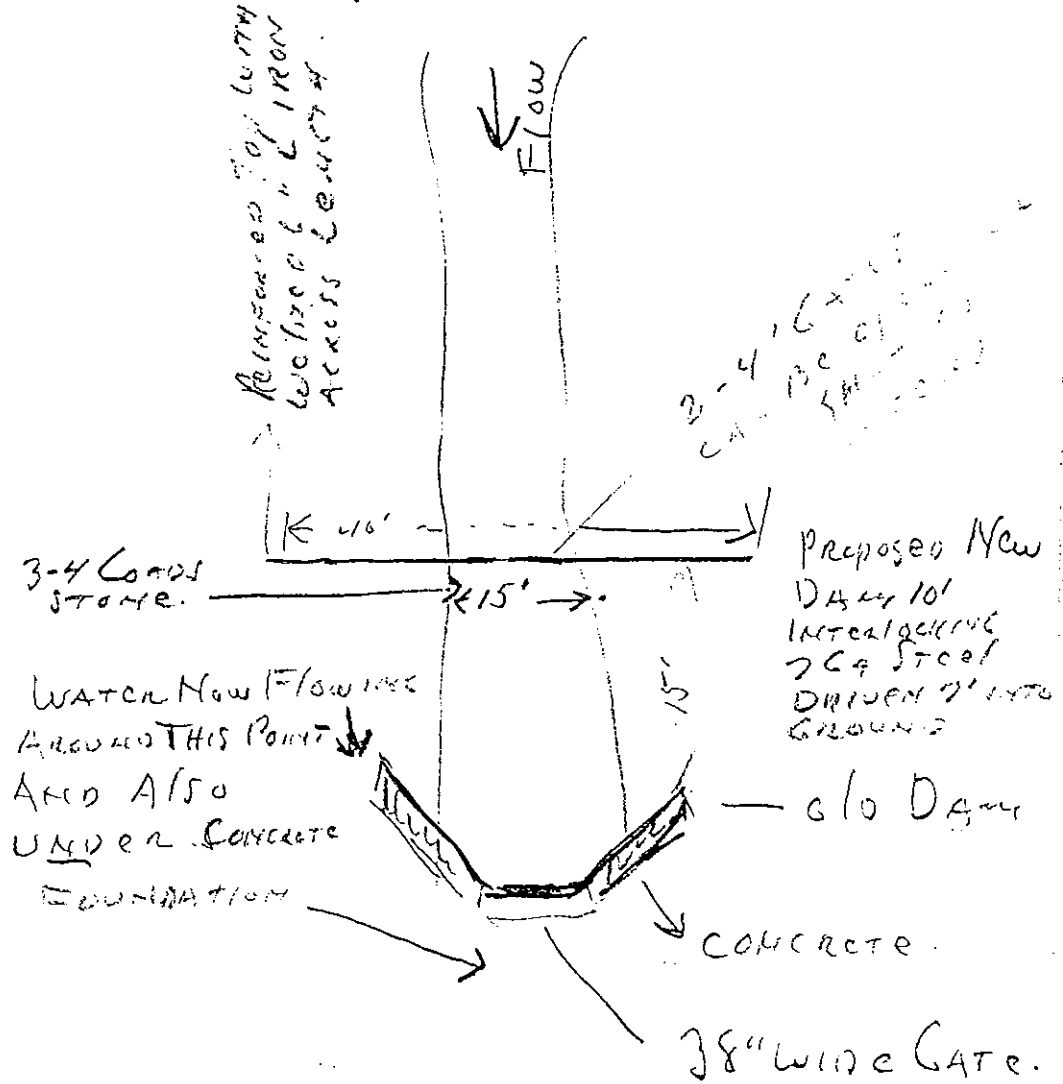 REINFORCED TOP WITH
WELDED L IRON
ACROSS LENGTH.
Flow
40'
3-4 LOADS
STONE.
15'
PROPOSED NEW
DAM 10'
INTERLOCKING
7GA STEEL
DRIVEN 7' INTO
GROUND
15'
WATER NOW FLOWING
AROUND THIS POINT
AND AlSO
UNDER CONCRETE
FOUNDATION
OlD DAM
CONCRETE.
38" WIDE GATE.